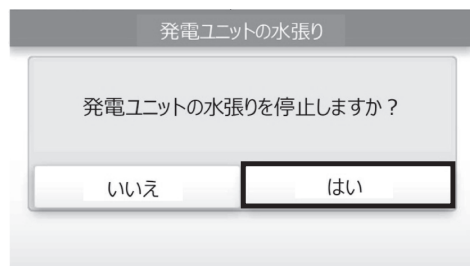 発電ユニットの水張り
発電ユニットの水張りを停止しますか？
いいえ
はい